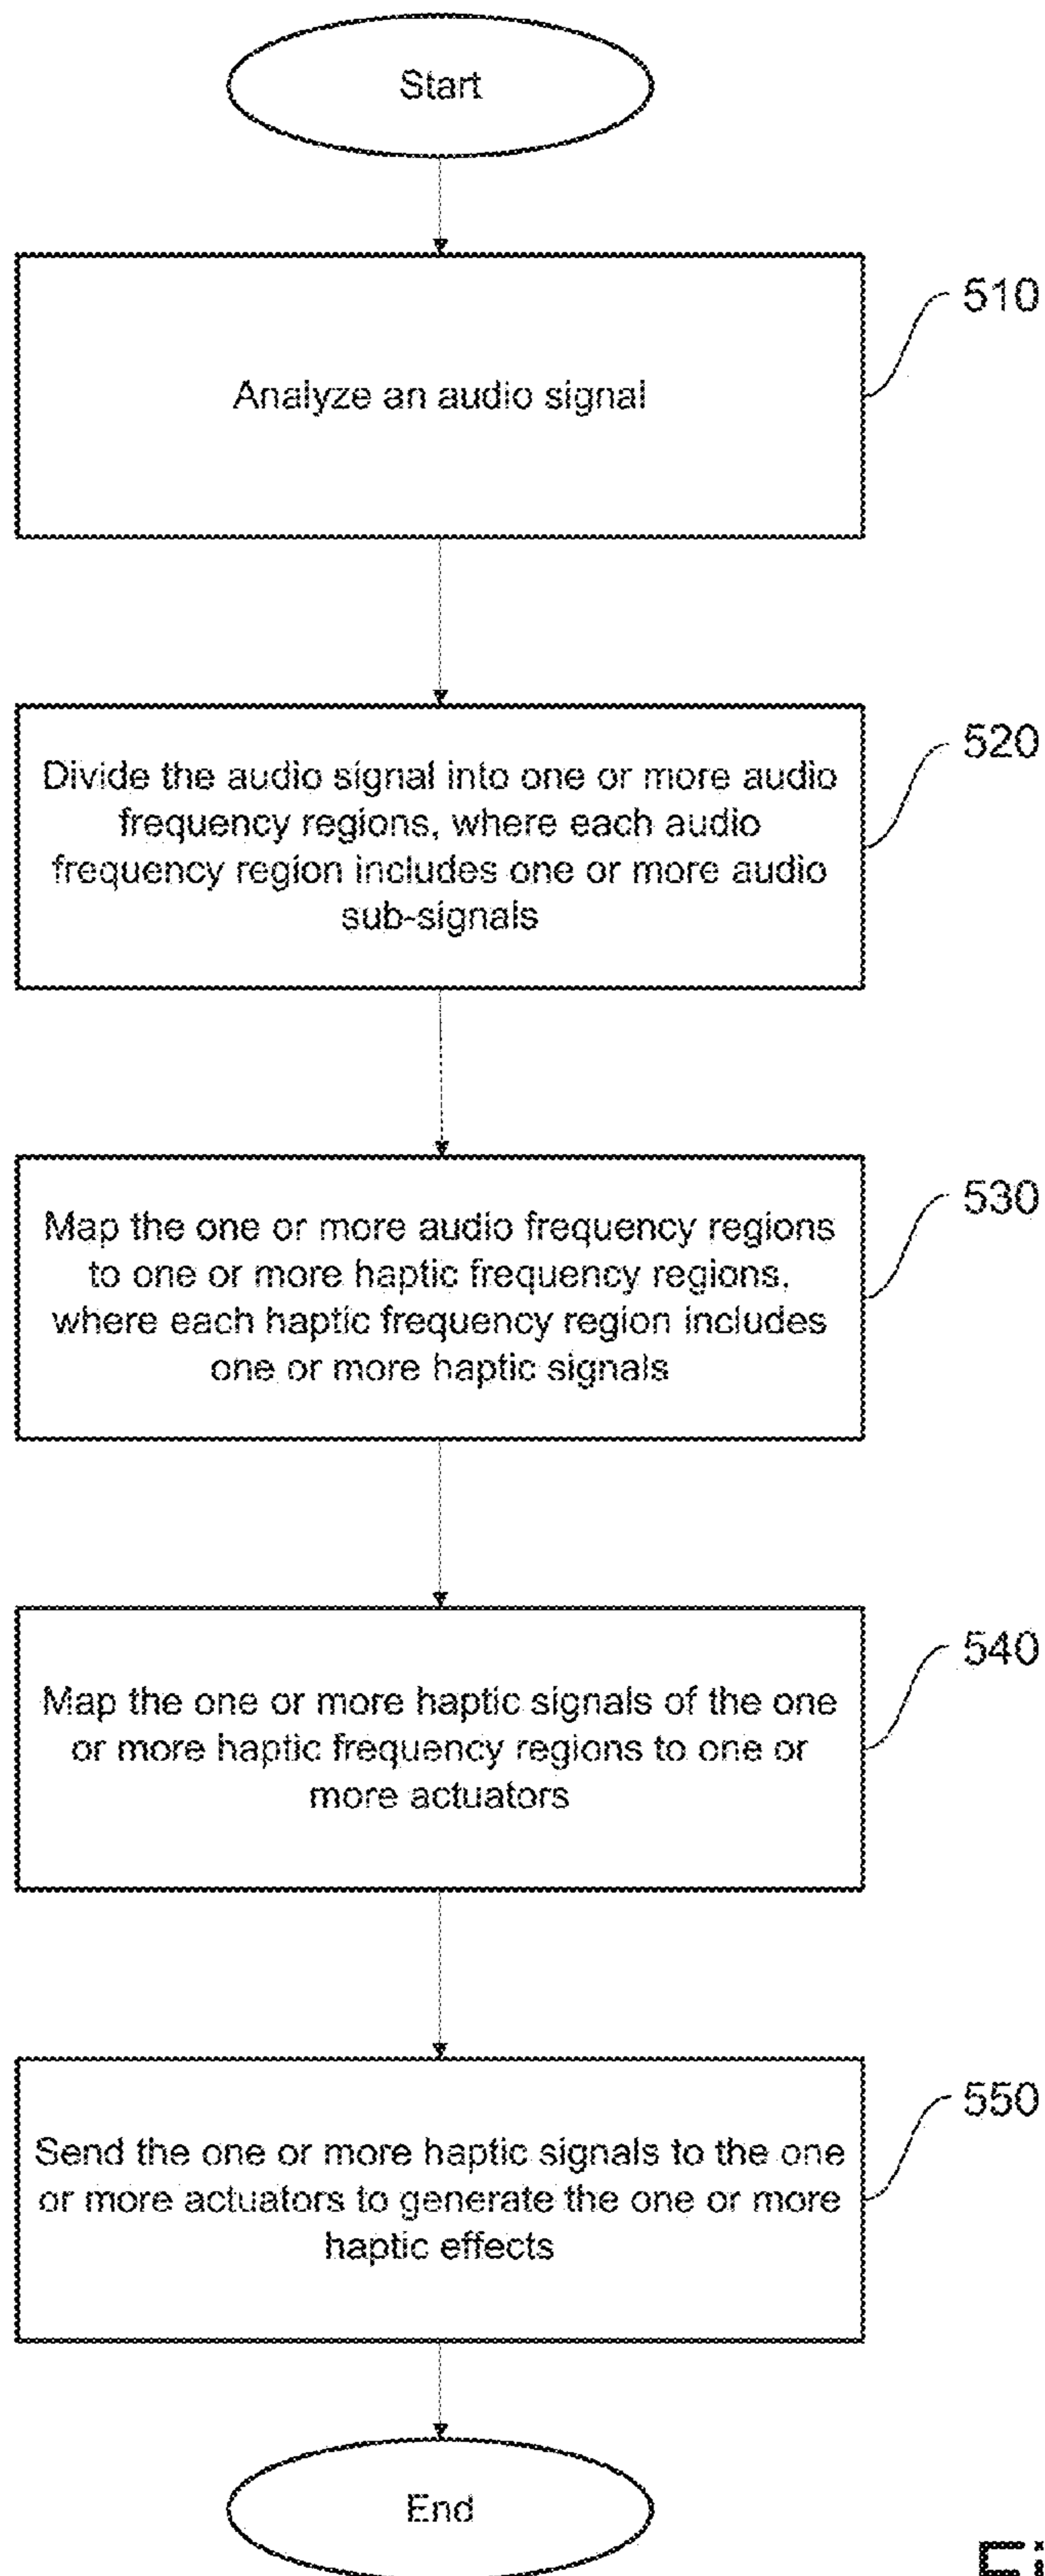 Start
510
Analyze an audio signal
520
Divide the audio signal into one or more audio
frequency regions, where each audio
frequency region includes one or more audio
sub-signals
530
Map the one or more audio frequency regions
to one or more haptic frequency regions,
where each haptic frequency region includes
one or more haptic signals
540
Map the one or more haptic signals of the one
or more haptic frequency regions to one or
more actuators
550
Send the one or more haptic signals to the one
or more actuators to generate the one or more
haptic effects
End